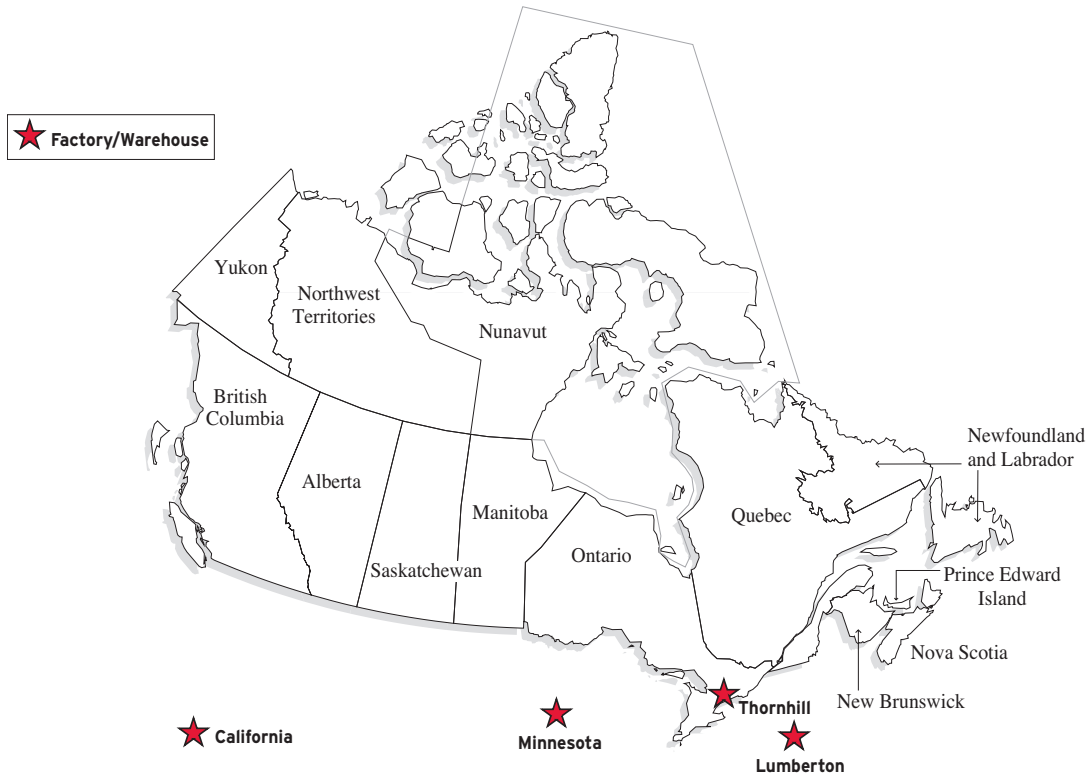 Factory/Warehouse
Yukon
Northwest
Territories
Nunavut
British
Columbia
Newfoundland
and Labrador
Alberta
Manitoba
Quebec
Ontario
Saskatchewan
Prince Edward
Island
Nova Scotia
New Brunswick
Thornhill
California
Minnesota
Lumberton